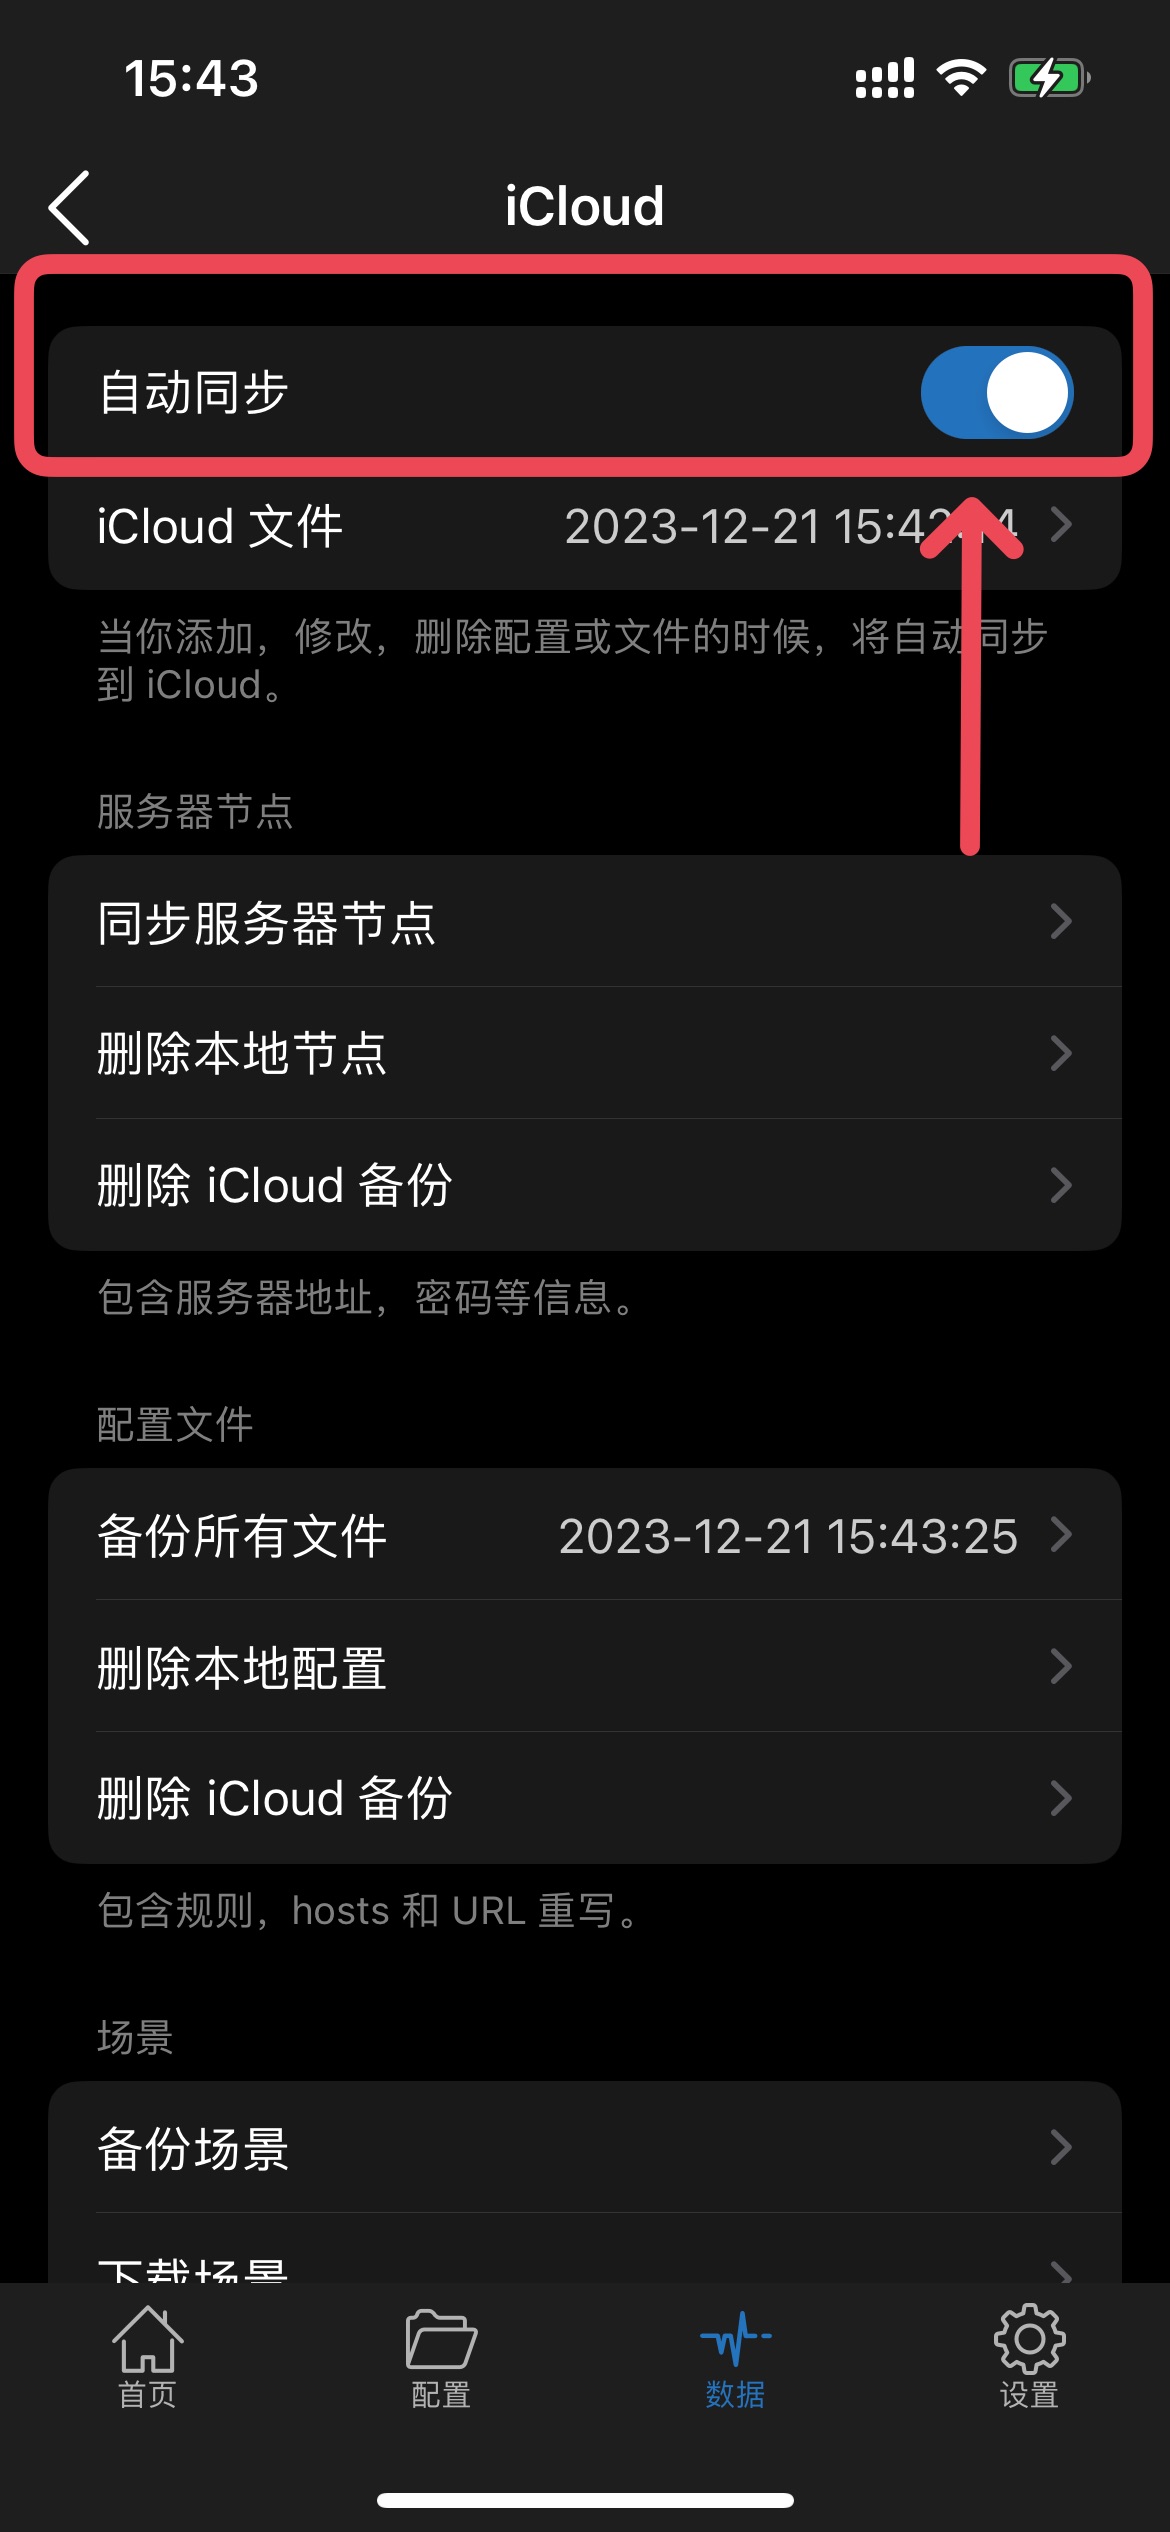 15:43
iCloud
自动同步
iCloud 文件 2023-12-21 15:42:14
当你添加，修改，删除配置或文件的时候，将自动同步
到 iCloud。
服务器节点
同步服务器节点
删除本地节点
删除 iCloud 备份
包含服务器地址，密码等信息。
配置文件
备份所有文件 2023-12-21 15:43:25
删除本地配置
删除 iCloud 备份
包含规则，hosts 和 URL 重写。
场景
备份场景
下载场景
首页 配置 数据 设置